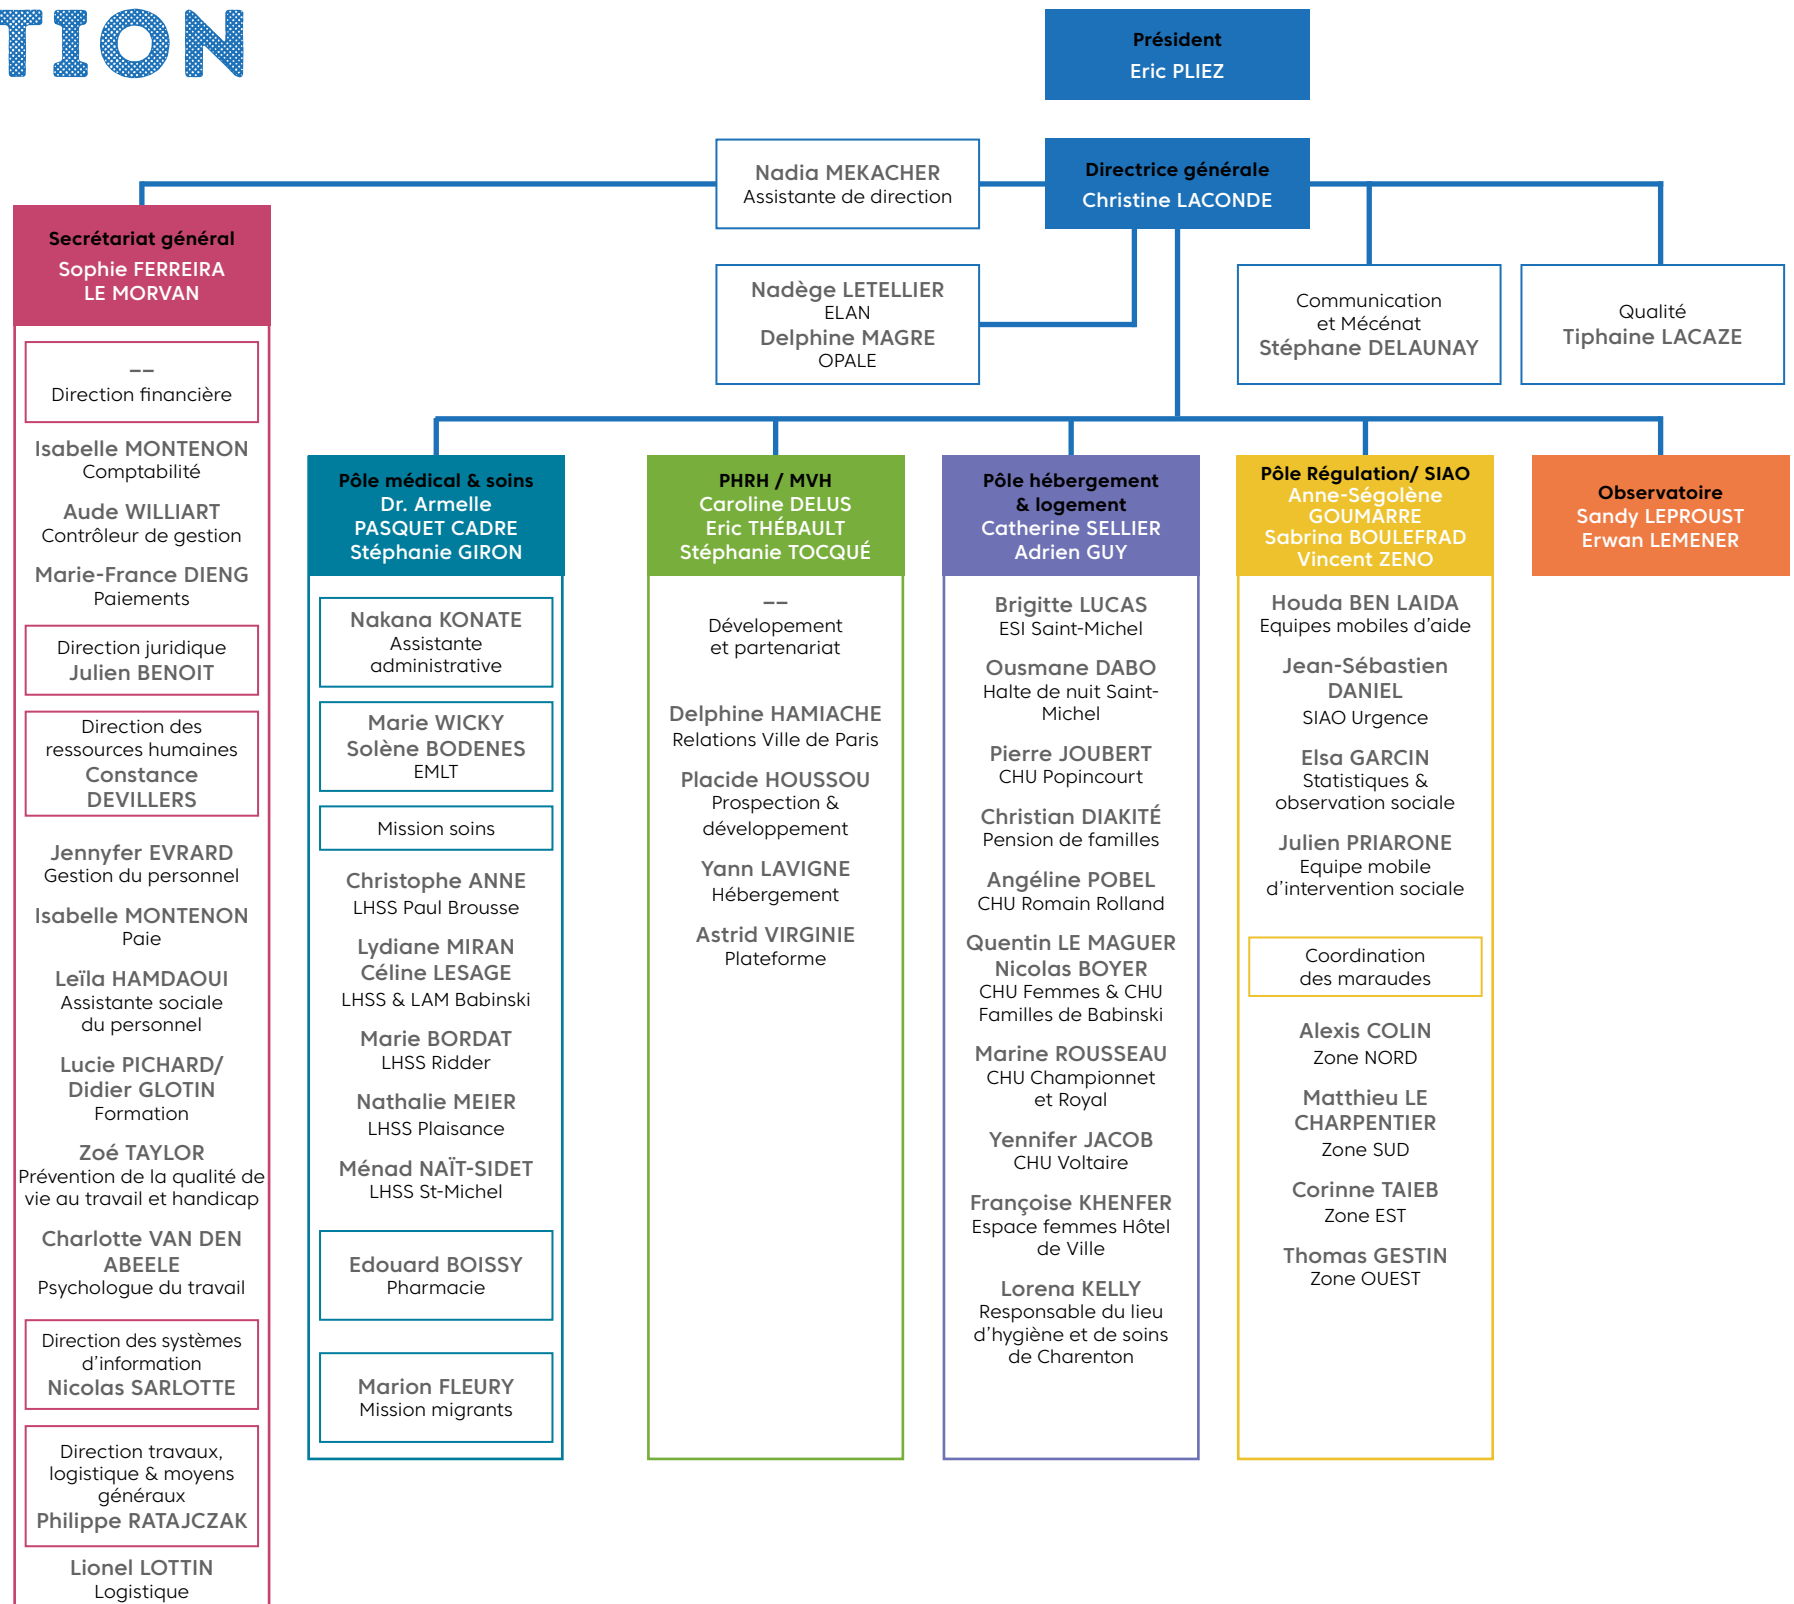 TION
Président
Eric PLIEZ
Nadia MEKACHER
Assistante de direction
Directrice générale
Christine LACONDE
Nadège LETELLIER
ELAN
Delphine MAGRE
OPALE
Communication
et Mécénat
Stéphane DELAUNAY
Qualité
Tiphaine LACAZE
Secrétariat général
Sophie FERREIRA
LE MORVAN
--
Direction financière
Isabelle MONTENON
Comptabilité
Aude WILLIART
Contrôleur de gestion
Marie-France DIENG
Paiements
Direction juridique
Julien BENOIT
Direction des
ressources humaines
Constance
DEVILLERS
Jennyfer EVRARD
Gestion du personnel
Isabelle MONTENON
Paie
Leïla HAMDAOUI
Assistante sociale
du personnel
Lucie PICHARD/
Didier GLOTIN
Formation
Zoé TAYLOR
Prévention de la qualité de
vie au travail et handicap
Charlotte VAN DEN
ABEELE
Psychologue du travail
Direction des systèmes
d'information
Nicolas SARLOTTE
Direction travaux,
logistique & moyens
généraux
Philippe RATAJCZAK
Lionel LOTTIN
Logistique
Pôle médical & soins
Dr. Armelle
PASQUET CADRE
Stéphanie GIRON
Nakana KONATE
Assistante
administrative
Marie WICKY
Solène BODENES
EMLT
Mission soins
Christophe ANNE
LHSS Paul Brousse
Lydiane MIRAN
Céline LESAGE
LHSS & LAM Babinski
Marie BORDAT
LHSS Ridder
Nathalie MEIER
LHSS Plaisance
Ménad NAÏT-SIDET
LHSS St-Michel
Edouard BOISSY
Pharmacie
Marion FLEURY
Mission migrants
PHRH / MVH
Caroline DELUS
Eric THÉBAULT
Stéphanie TOCQUÉ
--
Dévelopement
et partenariat
Delphine HAMIACHE
Relations Ville de Paris
Placide HOUSSOU
Prospection &
développement
Yann LAVIGNE
Hébergement
Astrid VIRGINIE
Plateforme
Pôle hébergement
& logement
Catherine SELLIER
Adrien GUY
Brigitte LUCAS
ESI Saint-Michel
Ousmane DABO
Halte de nuit Saint-
Michel
Pierre JOUBERT
CHU Popincourt
Christian DIAKITÉ
Pension de familles
Angéline POBEL
CHU Romain Rolland
Quentin LE MAGUER
Nicolas BOYER
CHU Femmes & CHU
Familles de Babinski
Marine ROUSSEAU
CHU Championnet
et Royal
Yennifer JACOB
CHU Voltaire
Françoise KHENFER
Espace femmes Hôtel
de Ville
Lorena KELLY
Responsable du lieu
d'hygiène et de soins
de Charenton
Pôle Régulation/ SIAO
Anne-Ségolène
GOUMARRE
Sabrina BOULEFRAD
Vincent ZENO
Houda BEN LAIDA
Equipes mobiles d'aide
Jean-Sébastien
DANIEL
SIAO Urgence
Elsa GARCIN
Statistiques &
observation sociale
Julien PRIARONE
Equipe mobile
d'intervention sociale
Coordination
des maraudes
Alexis COLIN
Zone NORD
Matthieu LE
CHARPENTIER
Zone SUD
Corinne TAIEB
Zone EST
Thomas GESTIN
Zone OUEST
Observatoire
Sandy LEPROUST
Erwan LEMENER